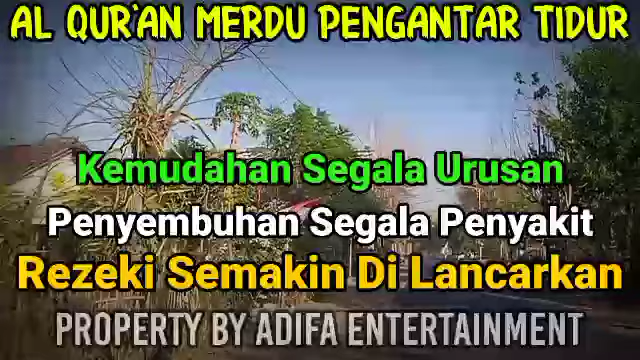 AL QUR'AN MERDU PENGANTAR TIDUR
Kemudahan Segala Urusan
Penyembuhan Segala Penyakit
Rezeki Semakin Di Lancarkan
PROPERTY BY ADIFA ENTERTAINMENT